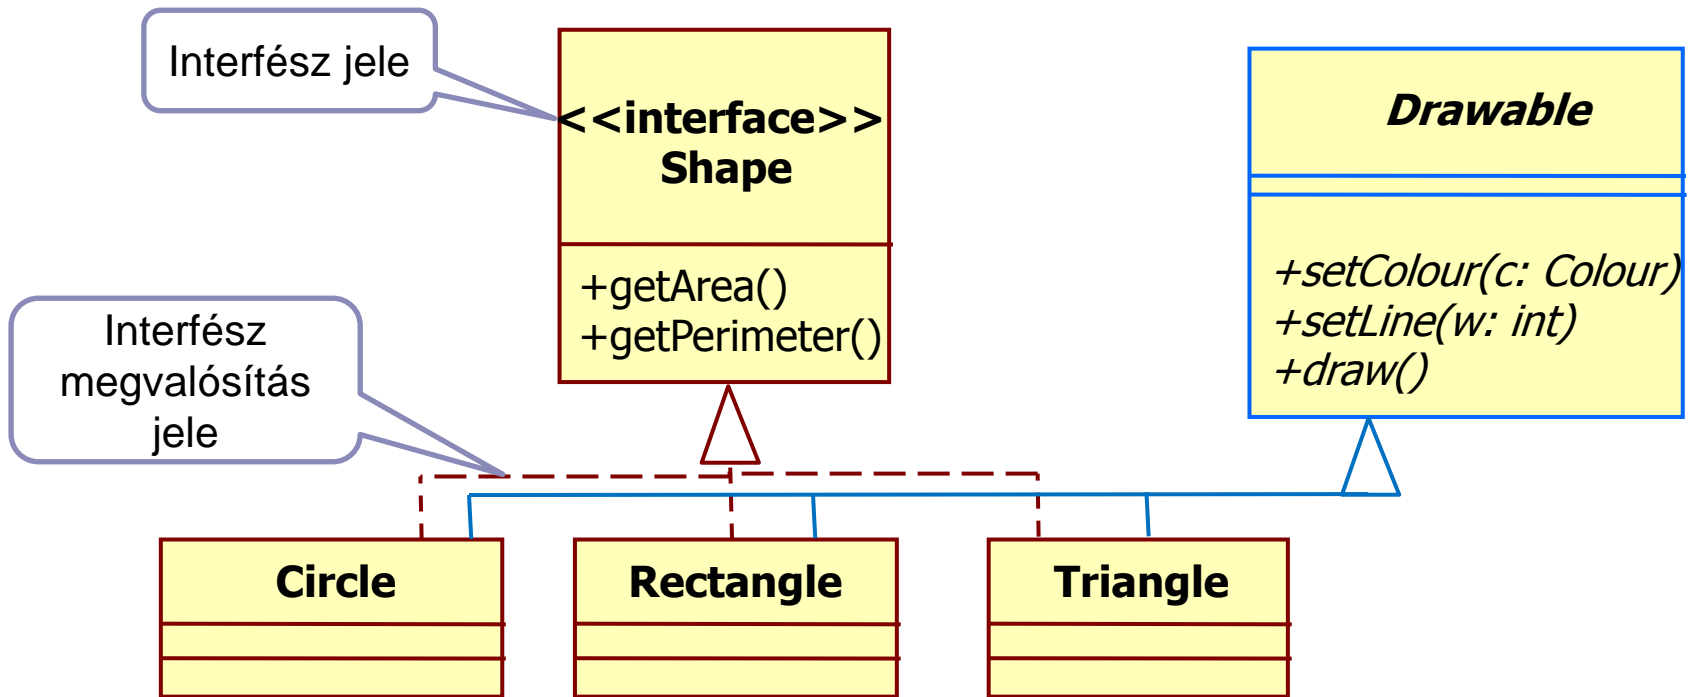 Interfész jele
<<interface>>
Shape
+getArea()
+getPerimeter()
Drawable
+setColour(c: Colour)
+setLine(w: int)
+draw()
Interfész
megvalósítás
jele
Circle
Rectangle
Triangle